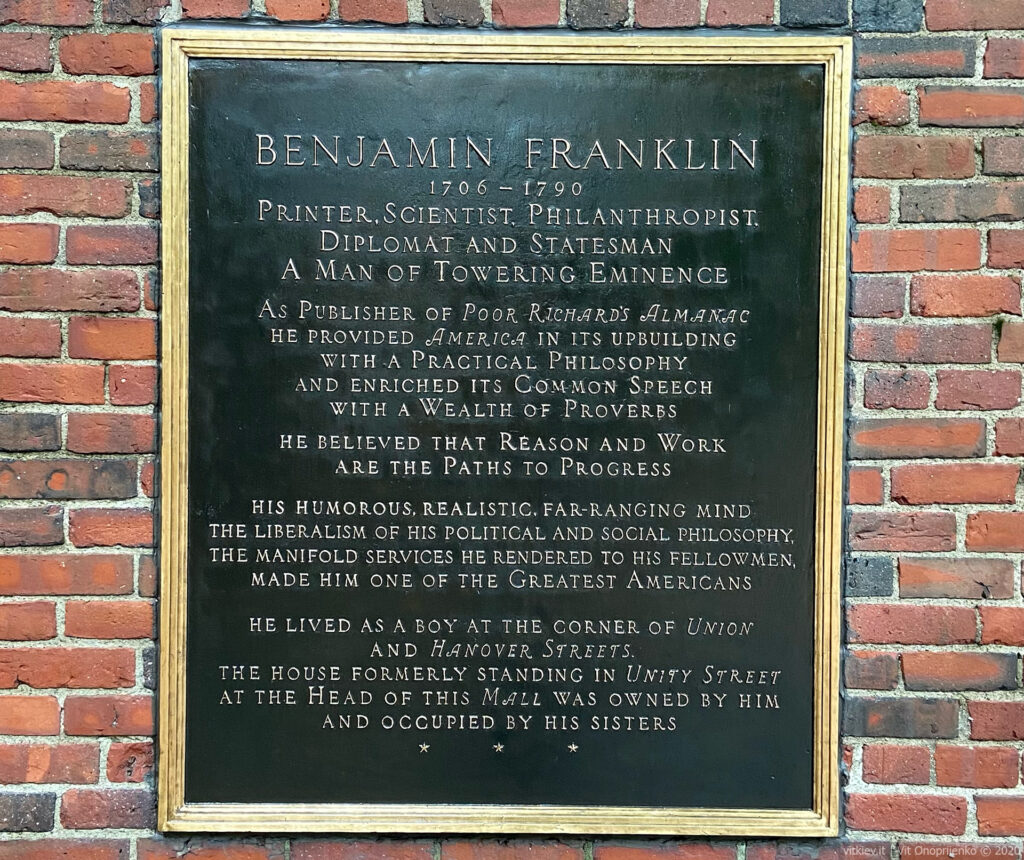 BENJAMIN FRANKLIN
1706 – 1790
PRINTER, SCIENTIST, PHILANTHROPIST,
DIPLOMAT AND STATESMAN
A MAN OF TOWERING EMINENCE
AS PUBLISHER OF POOR RICHARD'S ALMANAC
HE PROVIDED AMERICA IN ITS UPBUILDING
WITH A PRACTICAL PHILOSOPHY
AND ENRICHED ITS COMMON SPEECH
WITH A WEALTH OF PROVERBS
HE BELIEVED THAT REASON AND WORK
ARE THE PATHS TO PROGRESS
HIS HUMOROUS, REALISTIC, FAR-RANGING MIND
THE LIBERALISM OF HIS POLITICAL AND SOCIAL PHILOSOPHY,
THE MANIFOLD SERVICES HE RENDERED TO HIS FELLOWMEN,
MADE HIM ONE OF THE GREATEST AMERICANS
HE LIVED AS A BOY AT THE CORNER OF UNION
AND HANOVER STREETS.
THE HOUSE FORMERLY STANDING IN UNITY STREET
AT THE HEAD OF THIS MALL WAS OWNED BY HIM
AND OCCUPIED BY HIS SISTERS
vitkiev.it | Vit Onoprijenko © 2020